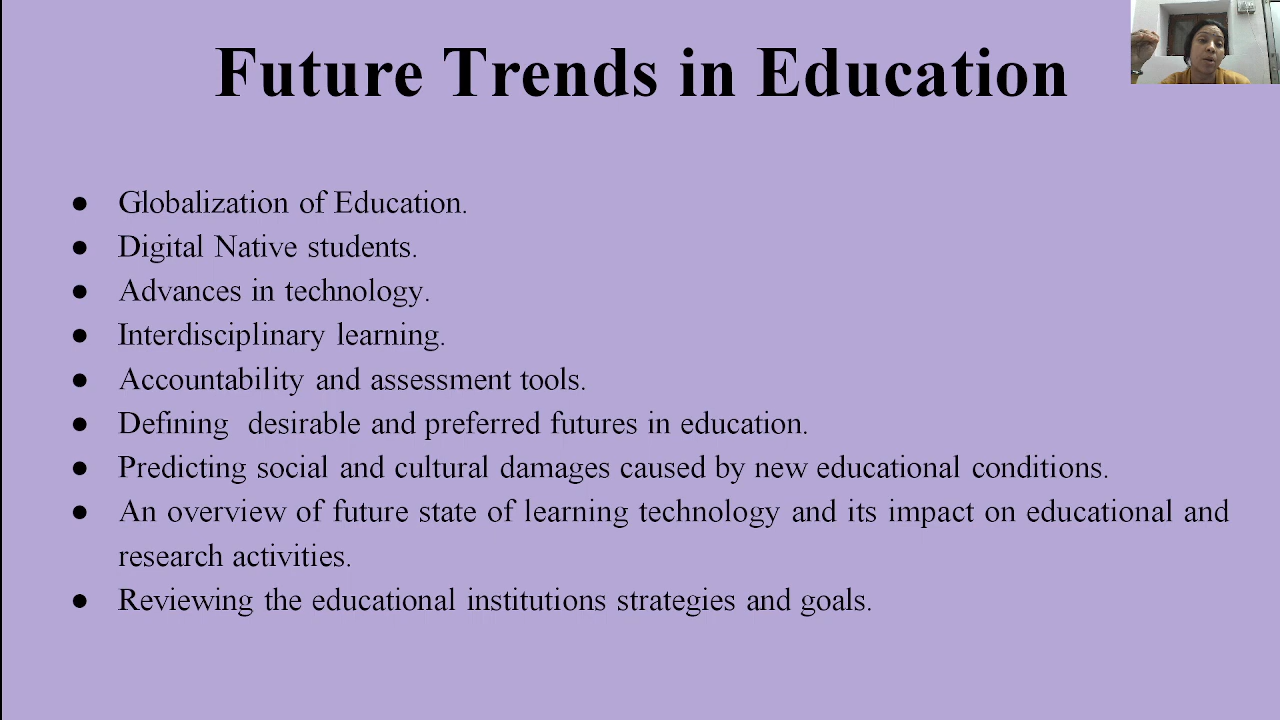 Future Trends in Education
● Globalization of Education.
● Digital Native students.
● Advances in technology.
● Interdisciplinary learning.
● Accountability and assessment tools.
● Defining  desirable and preferred futures in education.
● Predicting social and cultural damages caused by new educational conditions.
● An overview of future state of learning technology and its impact on educational and
research activities.
● Reviewing the educational institutions strategies and goals.